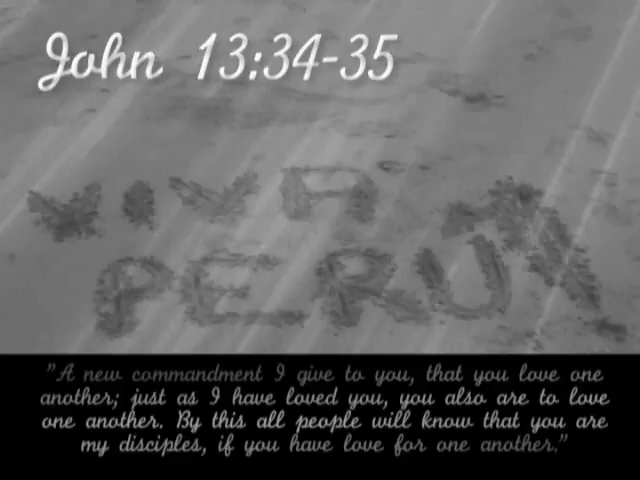 John 13:34-35
VIVA
PERU
"A new commandment I give to you, that you love one
another; just as I have loved you, you also are to love
one another. By this all people will know that you are
my disciples, if you have love for one another."